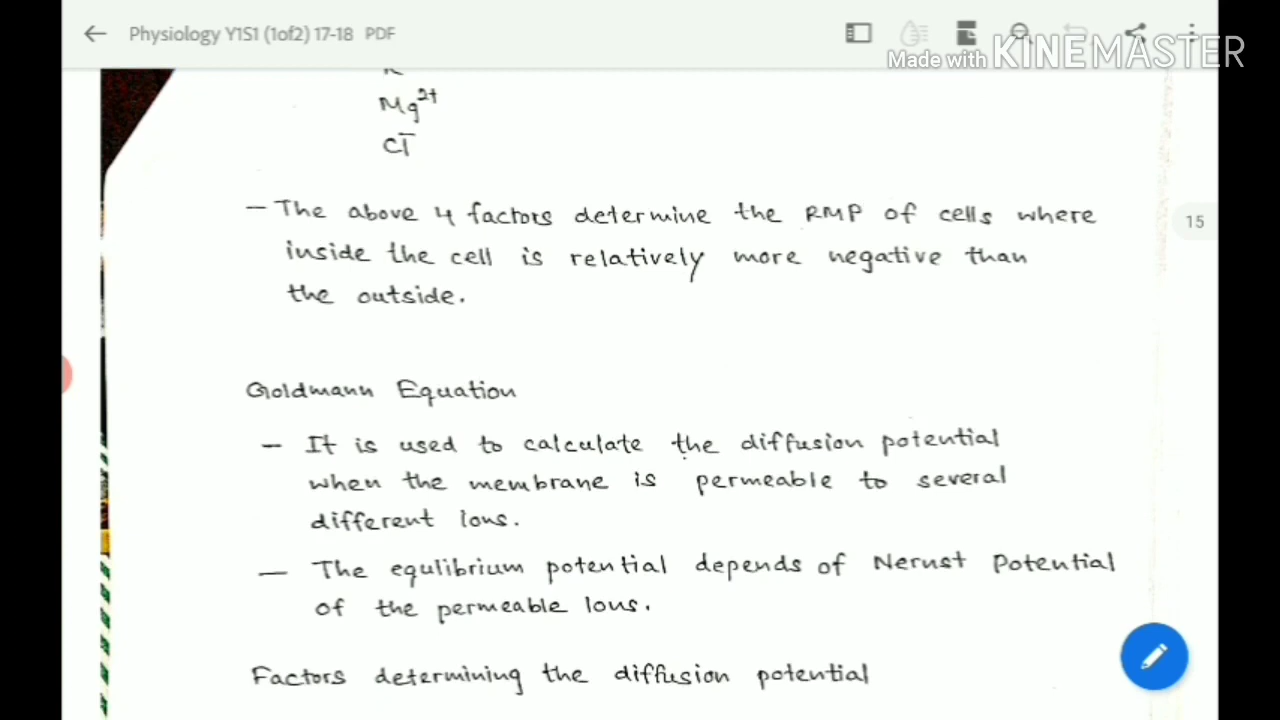 Physiology Y1S1 (1of2) 17-18 PDF
Made with KINEMASTER
Mg2+
Cl-
15
- The above 4 factors determine the RMP of cells where
inside the cell is relatively more negative than
the outside.
Goldmann Equation
- It is used to calculate the diffusion potential
when the membrane is permeable to several
different Ions.
- The equlibrium potential depends of Nernst Potential
of the permeable Ions.
Factors determining the diffusion potential